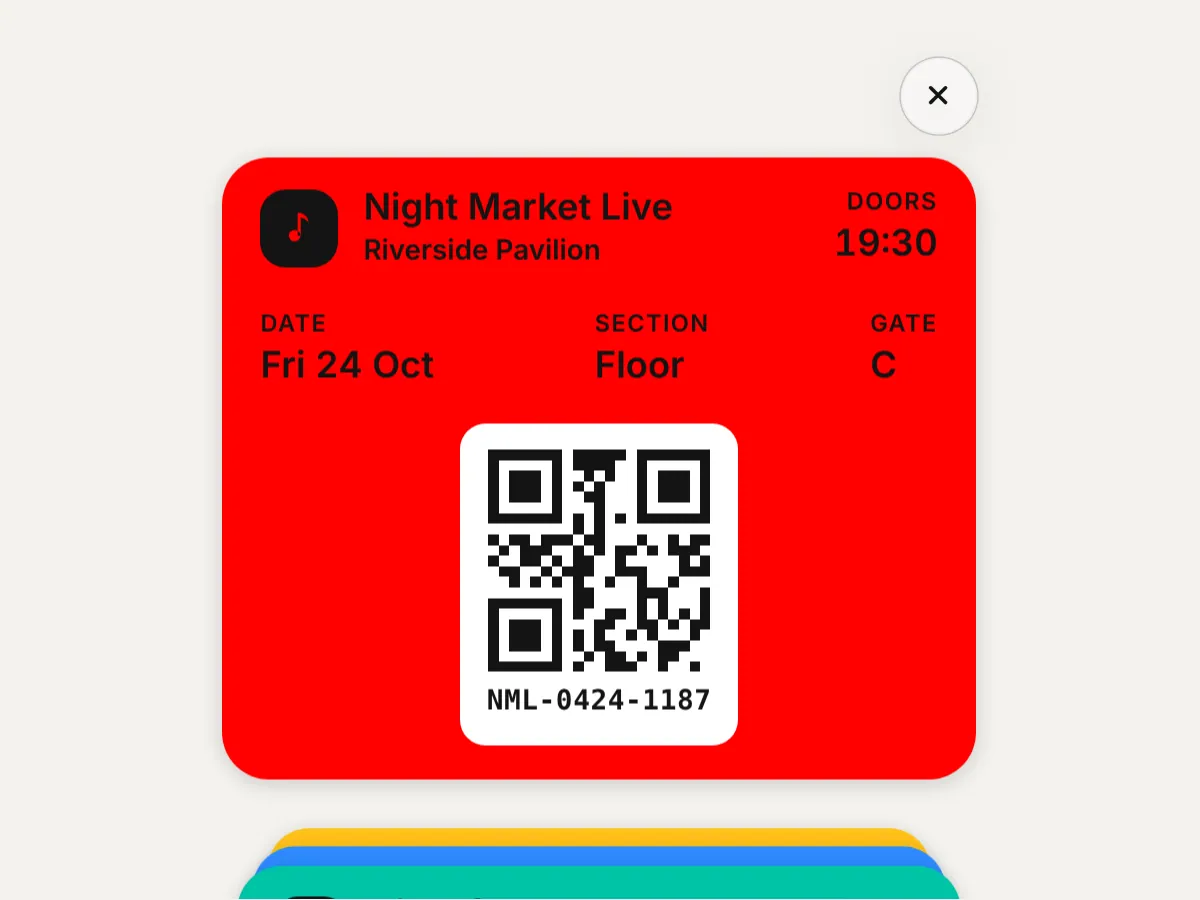 Night Market Live
Riverside Pavilion
DOORS
19:30
DATE
Fri 24 Oct
SECTION
Floor
GATE
C
NML-0424-1187